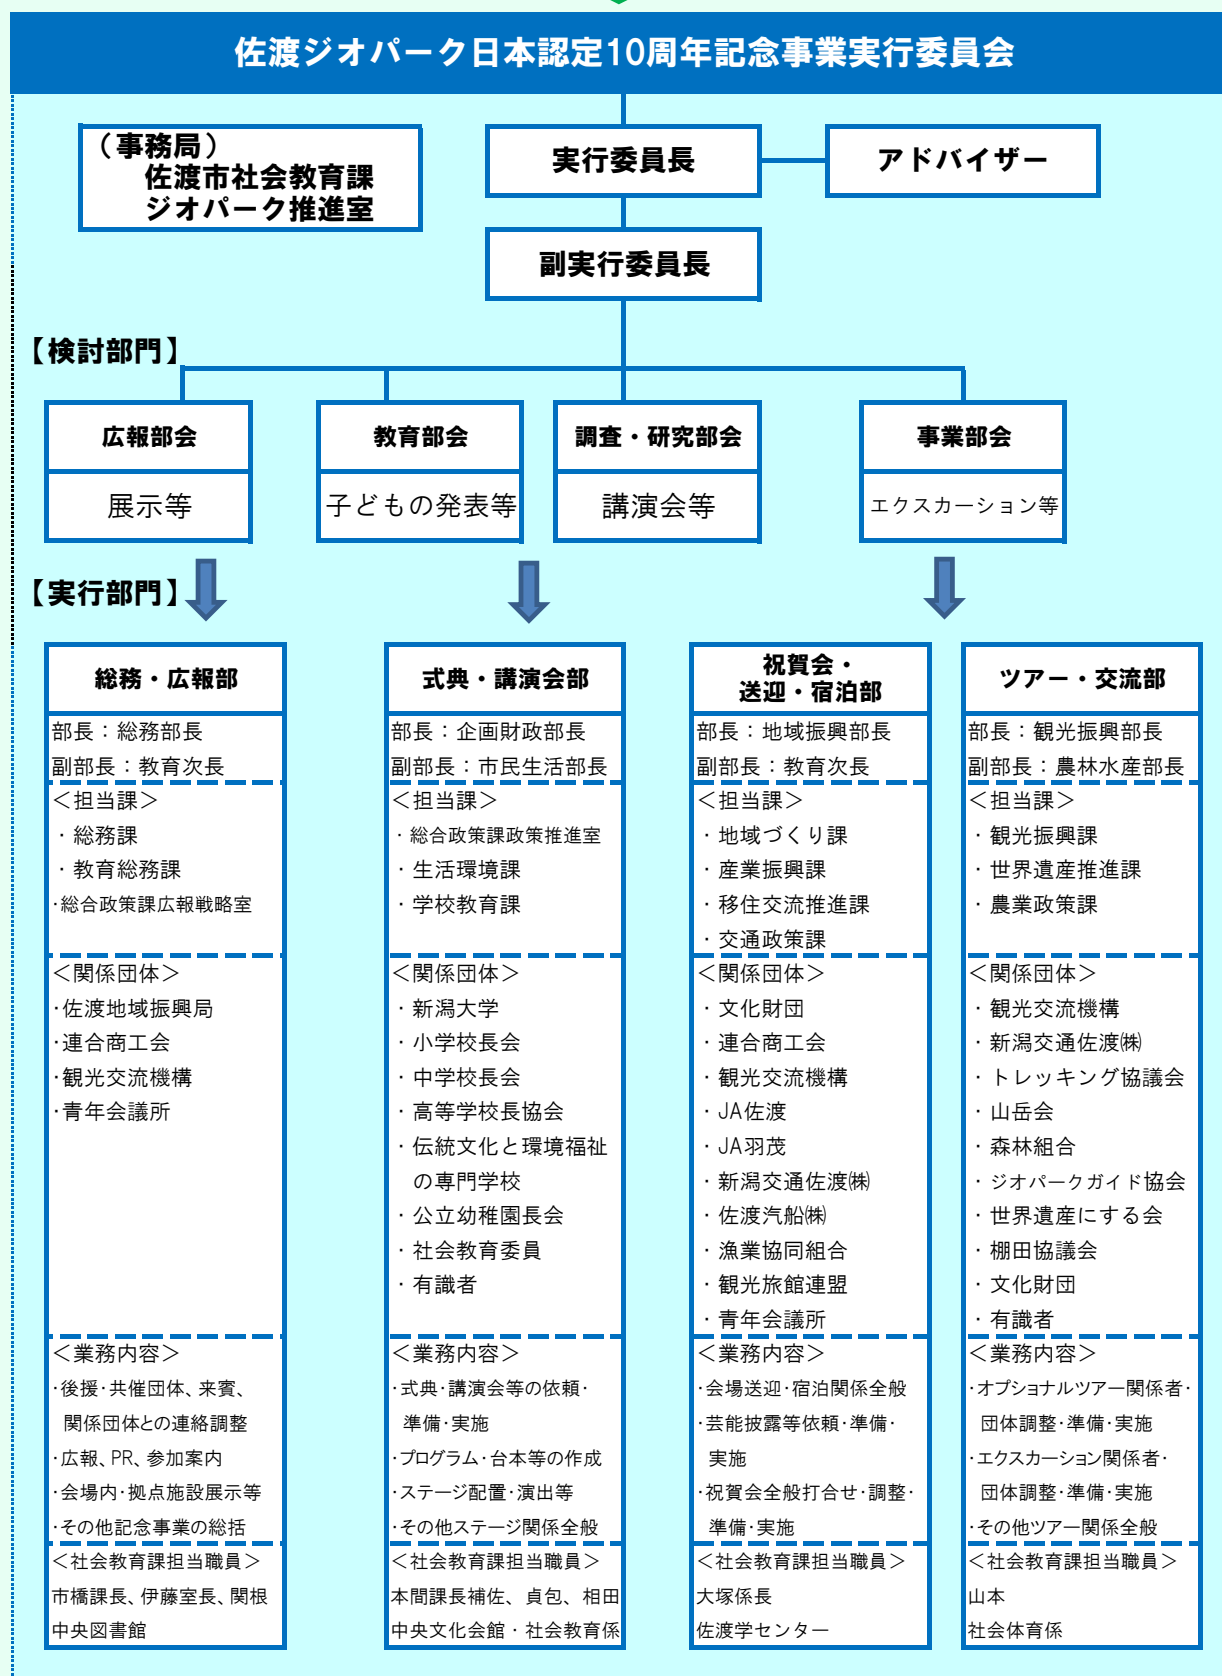 佐渡ジオパーク日本認定10周年記念事業実行委員会
（事務局）
佐渡市社会教育課
ジオパーク推進室
実行委員長
アドバイザー
副実行委員長
【検討部門】
広報部会
展示等
教育部会
子どもの発表等
調査・研究部会
講演会等
事業部会
エクスカーション等
【実行部門】
総務・広報部
部長：総務部長
副部長：教育次長
＜担当課＞
・総務課
・教育総務課
・総合政策課広報戦略室
＜関係団体＞
・佐渡地域振興局
・連合商工会
・観光交流機構
・青年会議所
＜業務内容＞
・後援・共催団体、来賓、
関係団体との連絡調整
・広報、PR、参加案内
・会場内・拠点施設展示等
・その他記念事業の総括
＜社会教育課担当職員＞
市橋課長、伊藤室長、関根
中央図書館
式典・講演会部
部長：企画財政部長
副部長：市民生活部長
＜担当課＞
・総合政策課政策推進室
・生活環境課
・学校教育課
＜関係団体＞
・新潟大学
・小学校長会
・中学校長会
・高等学校長協会
・伝統文化と環境福祉
の専門学校
・公立幼稚園長会
・社会教育委員
・有識者
＜業務内容＞
・式典・講演会等の依頼・
準備・実施
・プログラム・台本等の作成
・ステージ配置・演出等
・その他ステージ関係全般
＜社会教育課担当職員＞
本間課長補佐、貞包、相田
中央文化会館・社会教育係
祝賀会・
送迎・宿泊部
部長：地域振興部長
副部長：教育次長
＜担当課＞
・地域づくり課
・産業振興課
・移住交流推進課
・交通政策課
＜関係団体＞
・文化財団
・連合商工会
・観光交流機構
・JA佐渡
・JA羽茂
・新潟交通佐渡㈱
・佐渡汽船㈱
・漁業協同組合
・観光旅館連盟
・青年会議所
＜業務内容＞
・会場送迎・宿泊関係全般
・芸能披露等依頼・準備・
実施
・祝賀会全般打合せ・調整・
準備・実施
＜社会教育課担当職員＞
大塚係長
佐渡学センター
ツアー・交流部
部長：観光振興部長
副部長：農林水産部長
＜担当課＞
・観光振興課
・世界遺産推進課
・農業政策課
＜関係団体＞
・観光交流機構
・新潟交通佐渡㈱
・トレッキング協議会
・山岳会
・森林組合
・ジオパークガイド協会
・世界遺産にする会
・棚田協議会
・文化財団
・有識者
＜業務内容＞
・オプショナルツアー関係者・
団体調整・準備・実施
・エクスカーション関係者・
団体調整・準備・実施
・その他ツアー関係全般
＜社会教育課担当職員＞
山本
社会体育係